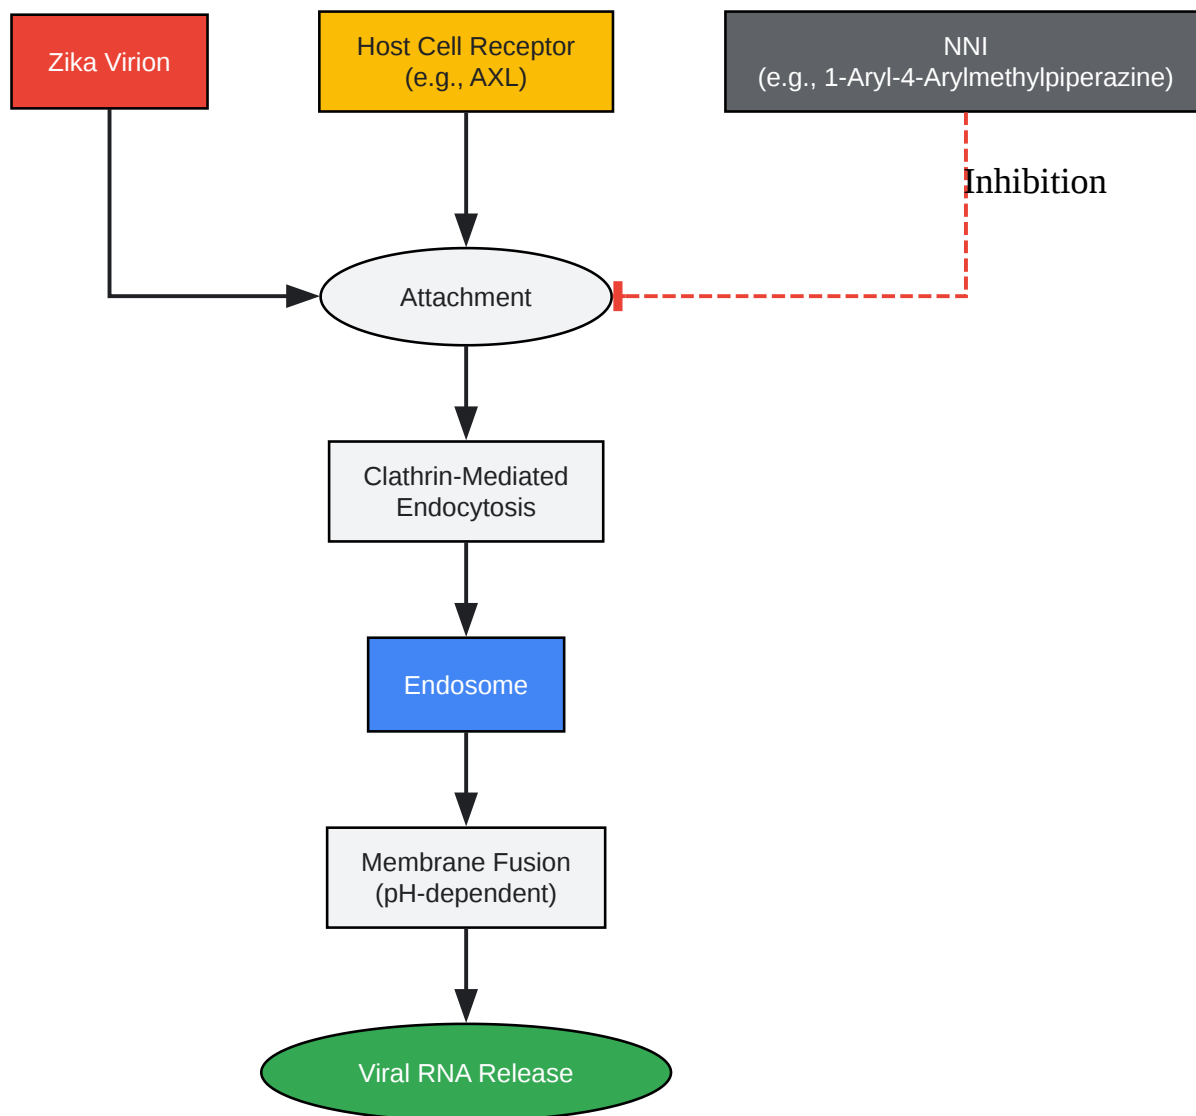 Zika Virion
Host Cell Receptor
(e.g., AXL)
NNI
(e.g., 1-Aryl-4-Arylmethylpiperazine)
Inhibition
Attachment
Clathrin-Mediated
Endocytosis
Endosome
Membrane Fusion
(pH-dependent)
Viral RNA Release